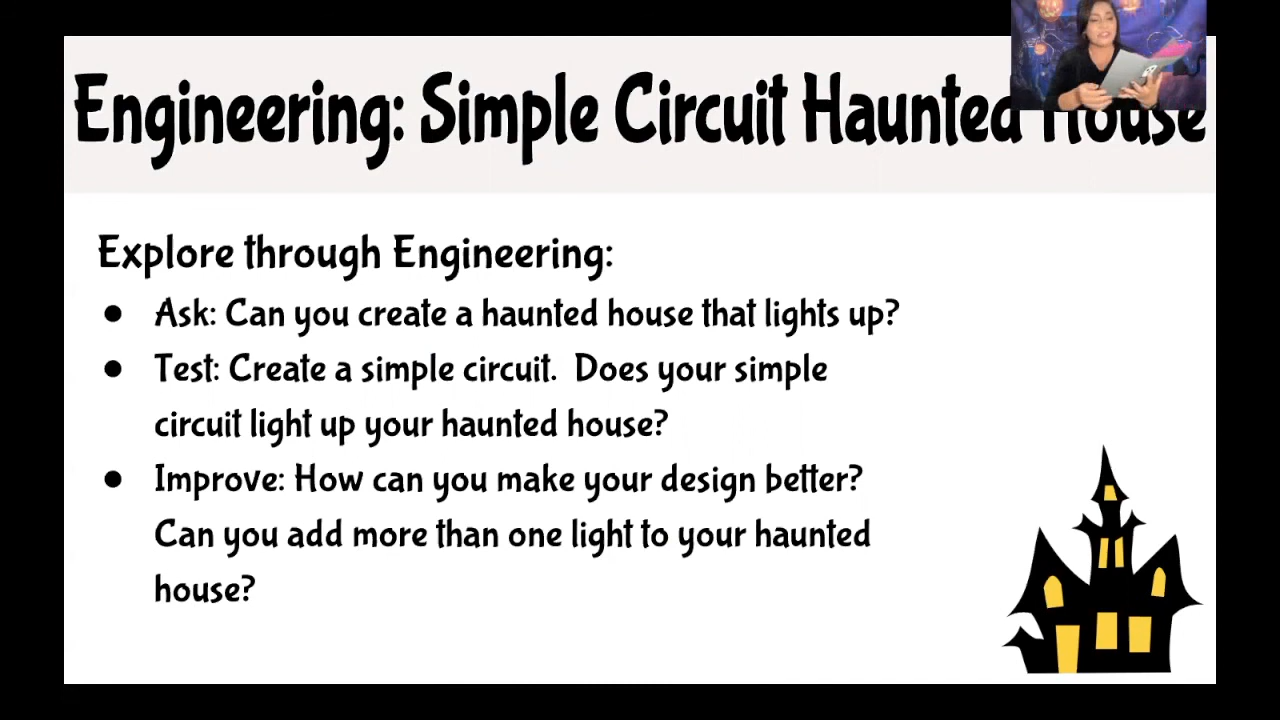 Engineering: Simple Circuit Haunted House
Explore through Engineering:
● Ask: Can you create a haunted house that lights up?
● Test: Create a simple circuit.  Does your simple
circuit light up your haunted house?
● Improve: How can you make your design better?
Can you add more than one light to your haunted
house?